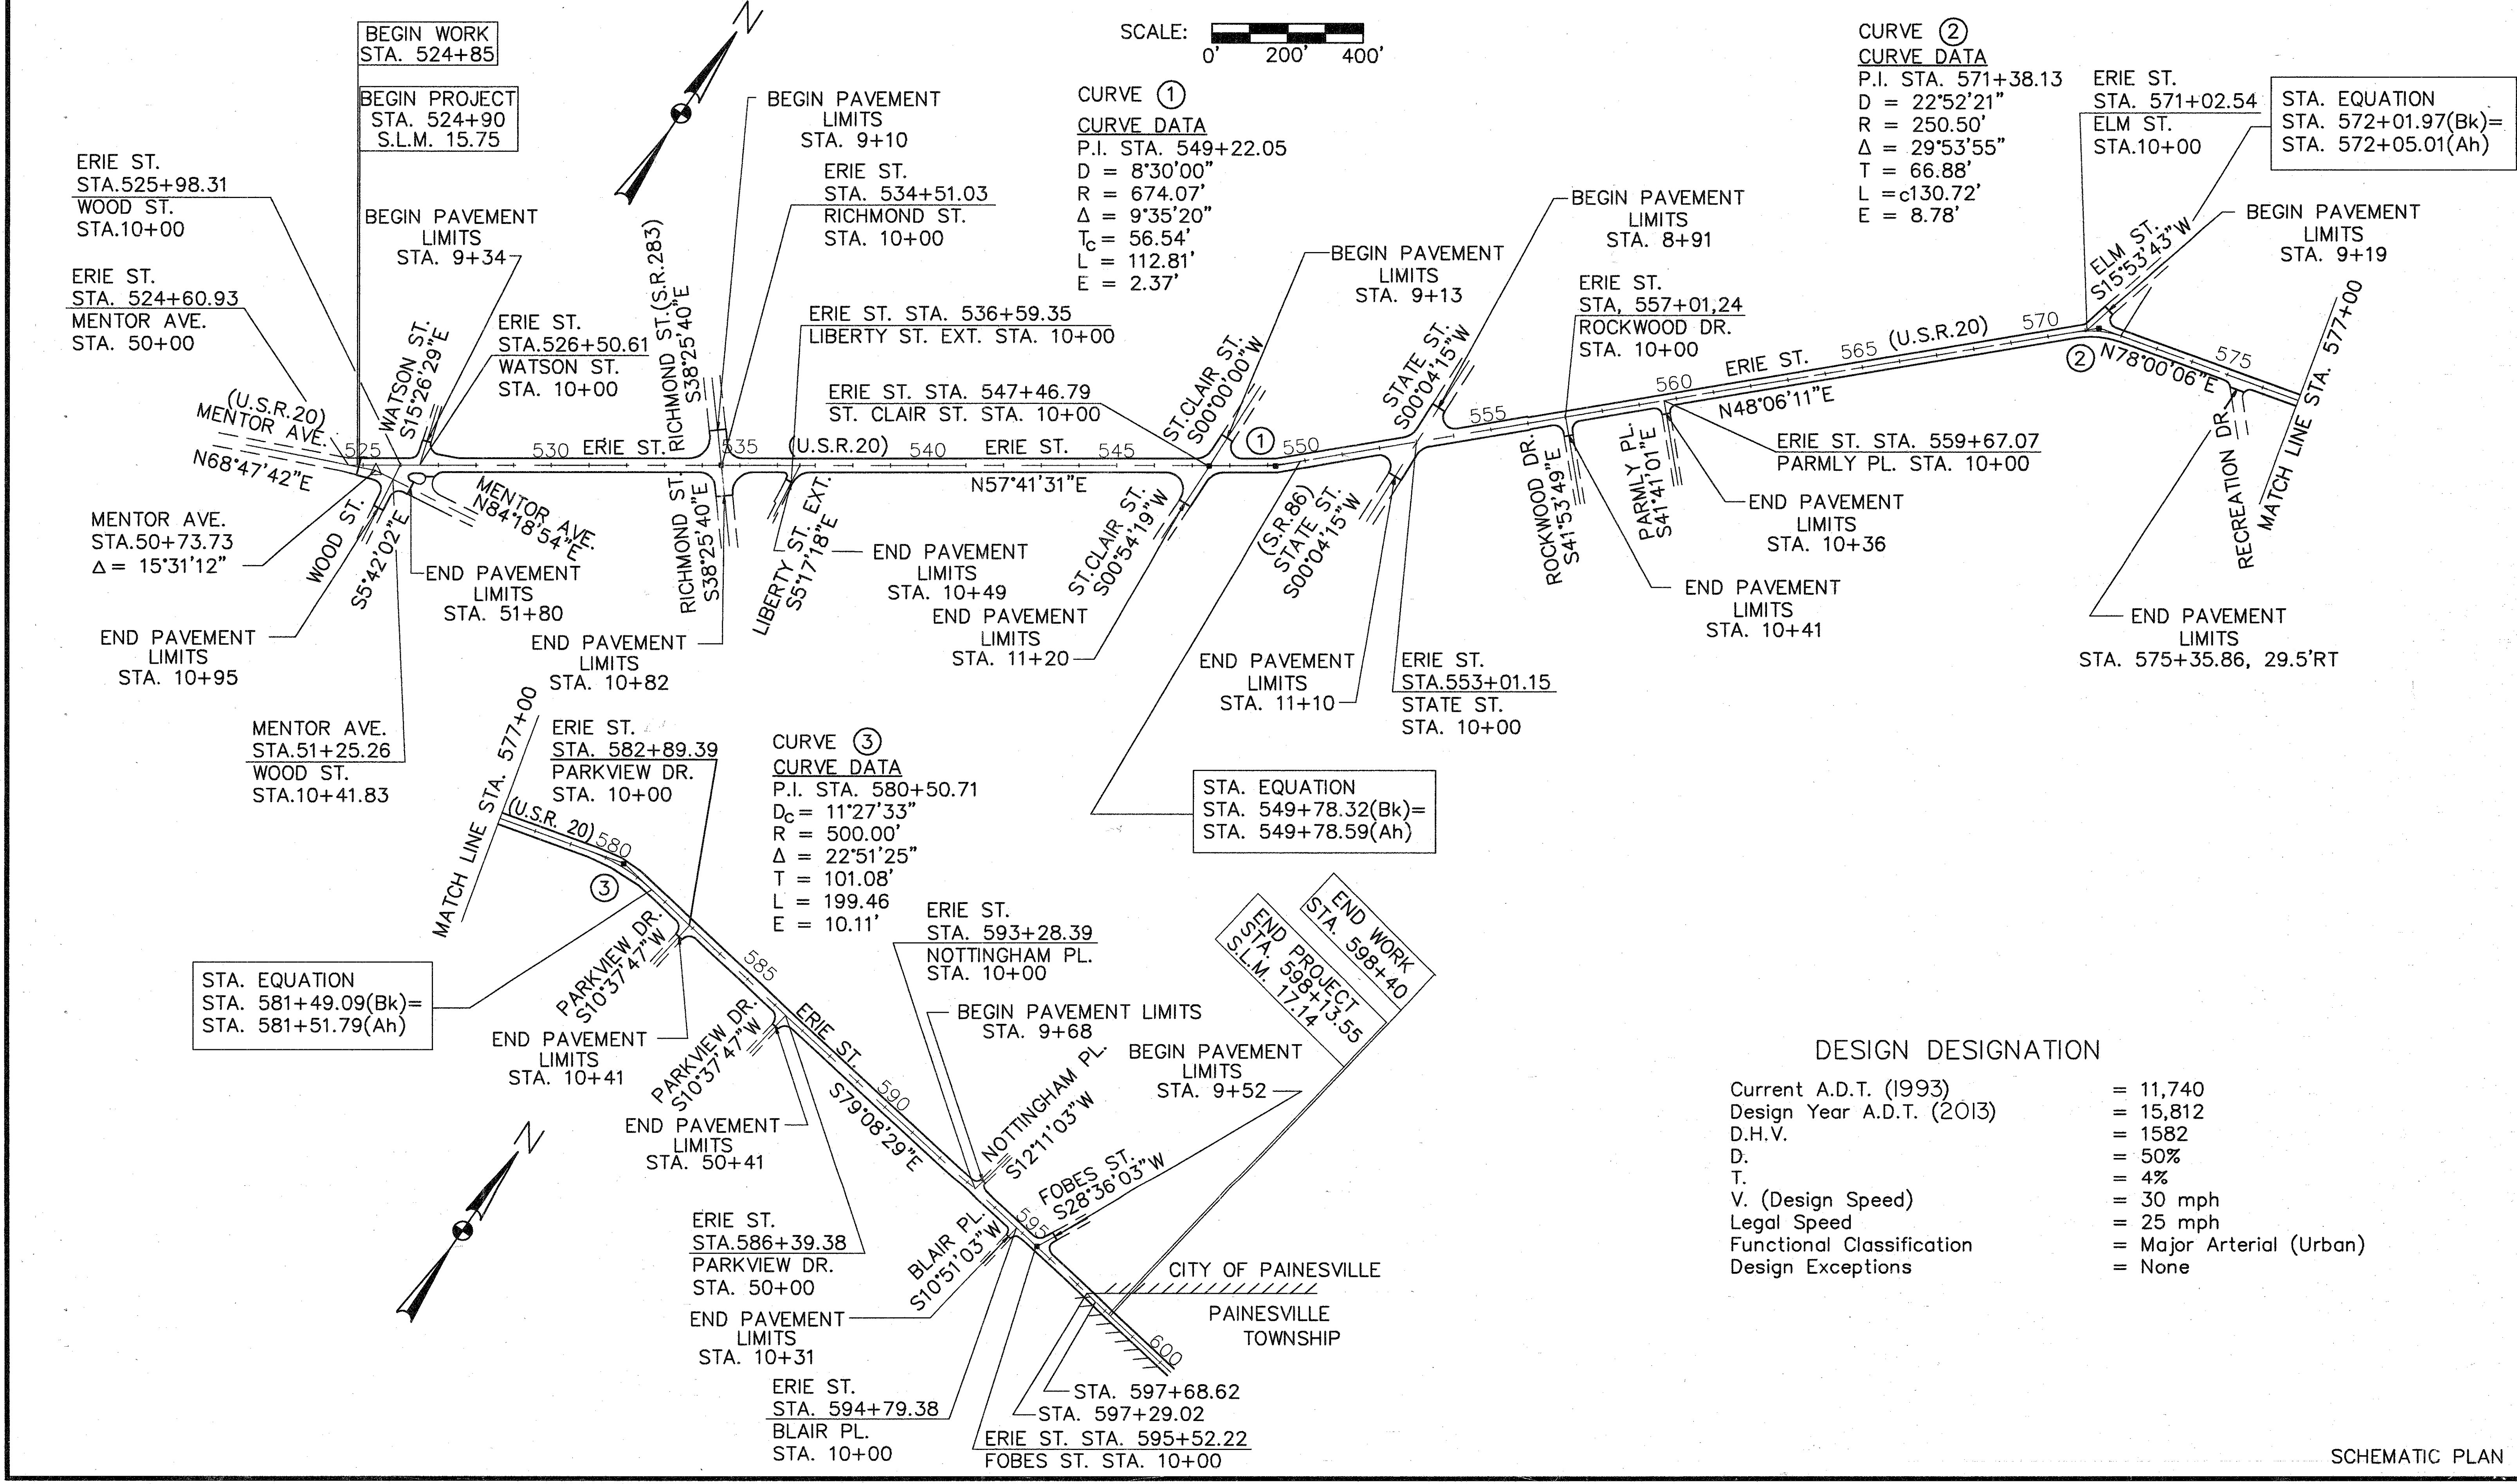 BEGIN WORK
STA. 524+85
BEGIN PROJECT
STA. 524+90
S.L.M. 15.75
N
SCALE:
0' 200' 400'
ERIE ST.
STA.525+98.31
WOOD ST.
STA.10+00
BEGIN PAVEMENT
LIMITS
STA. 9+34
ERIE ST.
STA. 524+60.93
MENTOR AVE.
STA. 50+00
ERIE ST.
STA.526+50.61
WATSON ST.
STA. 10+00
BEGIN PAVEMENT
LIMITS
STA. 9+10
ERIE ST.
STA. 534+51.03
RICHMOND ST.
STA. 10+00
CURVE 1
CURVE DATA
P.I. STA. 549+22.05
D = 8°30'00"
R = 674.07'
Δ = 9°35'20"
Tc = 56.54'
L = 112.81'
E = 2.37'
ERIE ST. STA. 536+59.35
LIBERTY ST. EXT. STA. 10+00
ERIE ST. STA. 547+46.79
ST. CLAIR ST. STA. 10+00
BEGIN PAVEMENT
LIMITS
STA. 9+13
BEGIN PAVEMENT
LIMITS
STA. 8+91
ERIE ST.
STA, 557+01,24
ROCKWOOD DR.
STA. 10+00
CURVE 2
CURVE DATA
P.I. STA. 571+38.13
D = 22°52'21"
R = 250.50'
Δ = 29°53'55"
T = 66.88'
L =c130.72'
E = 8.78'
ERIE ST.
STA. 571+02.54
ELM ST.
STA.10+00
STA. EQUATION
STA. 572+01.97(Bk)=
STA. 572+05.01(Ah)
BEGIN PAVEMENT
LIMITS
STA. 9+19
ELM ST.
S15°53'43"W
(U.S.R.20)
MENTOR AVE.
N68°47'42"E
525
WATSON ST.
S15°26'29"E
530
ERIE ST.
RICHMOND ST.(S.R.283)
S38°25'40"E
535
(U.S.R.20)
540
ERIE ST.
545
N57°41'31"E
ST.CLAIR ST.
S00°00'00"W
1
550
STATE ST.
S00°04'15"W
555
560
ERIE ST.
565
(U.S.R.20)
570
N48°06'11"E
2
N78°00'06"E
575
MATCH LINE STA. 577+00
ERIE ST. STA. 559+67.07
PARMLY PL. STA. 10+00
MENTOR AVE.
STA.50+73.73
Δ = 15°31'12"
WOOD ST.
S5°42'02"E
MENTOR AVE.
N84°18'54"E
END PAVEMENT
LIMITS
STA. 51+80
RICHMOND ST.
S38°25'40"E
LIBERTY ST. EXT.
S5°17'18"E
END PAVEMENT
LIMITS
STA. 10+49
ST.CLAIR ST.
S00°54'19"W
(S.R.86)
STATE ST.
S00°04'15"W
ROCKWOOD DR.
S41°53'49"E
PARMLY PL.
S41°41'01"E
END PAVEMENT
LIMITS
STA. 10+36
END PAVEMENT
LIMITS
STA. 10+41
RECREATION DR.
END PAVEMENT
LIMITS
STA. 575+35.86, 29.5'RT
END PAVEMENT
LIMITS
STA. 10+95
END PAVEMENT
LIMITS
STA. 10+82
END PAVEMENT
LIMITS
STA. 11+20
END PAVEMENT
LIMITS
STA. 11+10
ERIE ST.
STA.553+01.15
STATE ST.
STA. 10+00
MENTOR AVE.
STA.51+25.26
WOOD ST.
STA.10+41.83
STA. EQUATION
STA. 549+78.32(Bk)=
STA. 549+78.59(Ah)
MATCH LINE STA. 577+00
ERIE ST.
STA. 582+89.39
PARKVIEW DR.
STA. 10+00
CURVE 3
CURVE DATA
P.I. STA. 580+50.71
Dc = 11°27'33"
R = 500.00'
Δ = 22°51'25"
T = 101.08'
L = 199.46
E = 10.11'
(U.S.R. 20)
580
3
STA. EQUATION
STA. 581+49.09(Bk)=
STA. 581+51.79(Ah)
PARKVIEW DR.
S10°37'47"W
END PAVEMENT
LIMITS
STA. 10+41
585
ERIE ST.
PARKVIEW DR.
S10°37'47"W
END PAVEMENT
LIMITS
STA. 50+41
590
S79°08'29"E
ERIE ST.
STA. 593+28.39
NOTTINGHAM PL.
STA. 10+00
BEGIN PAVEMENT LIMITS
STA. 9+68
BEGIN PAVEMENT
LIMITS
STA. 9+52
END WORK
STA. 598+40
END PROJECT
STA. 598+13.55
S.L.M. 17.14
NOTTINGHAM PL.
S12°11'03"W
FOBES ST.
S28°36'03"W
595
N
ERIE ST.
STA.586+39.38
PARKVIEW DR.
STA. 50+00
BLAIR PL.
S10°51'03"W
END PAVEMENT
LIMITS
STA. 10+31
CITY OF PAINESVILLE
PAINESVILLE
TOWNSHIP
600
ERIE ST.
STA. 594+79.38
BLAIR PL.
STA. 10+00
STA. 597+68.62
STA. 597+29.02
ERIE ST. STA. 595+52.22
FOBES ST. STA. 10+00
DESIGN DESIGNATION
Current A.D.T. (1993) = 11,740
Design Year A.D.T. (2013) = 15,812
D.H.V. = 1582
D. = 50%
T. = 4%
V. (Design Speed) = 30 mph
Legal Speed = 25 mph
Functional Classification = Major Arterial (Urban)
Design Exceptions = None
SCHEMATIC PLAN